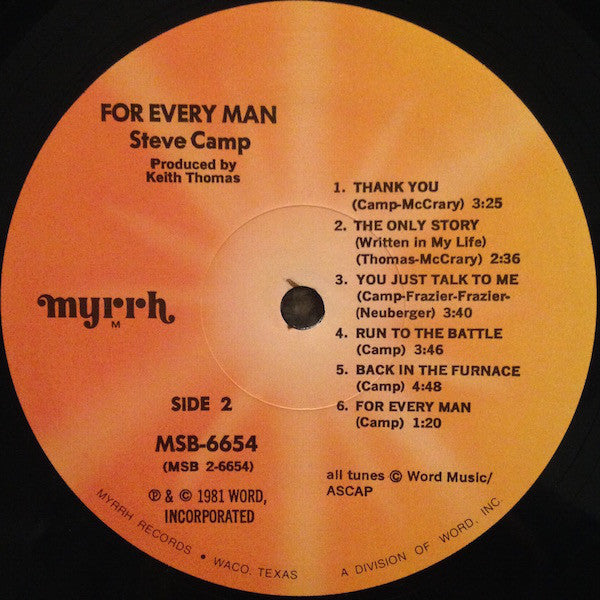 FOR EVERY MAN
Steve Camp
Produced by
Keith Thomas
myrrh
M
SIDE 2
MSB-6654
(MSB 2-6654)
℗ & © 1981 WORD,
INCORPORATED
1. THANK YOU
(Camp-McCrary) 3:25
2. THE ONLY STORY
(Written in My Life)
(Thomas-McCrary) 2:36
3. YOU JUST TALK TO ME
(Camp-Frazier-Frazier-
(Neuberger) 3:40
4. RUN TO THE BATTLE
(Camp) 3:46
5. BACK IN THE FURNACE
(Camp) 4:48
6. FOR EVERY MAN
(Camp) 1:20
all tunes © Word Music/
ASCAP
MYRRH RECORDS • WACO, TEXAS A DIVISION OF WORD, INC.